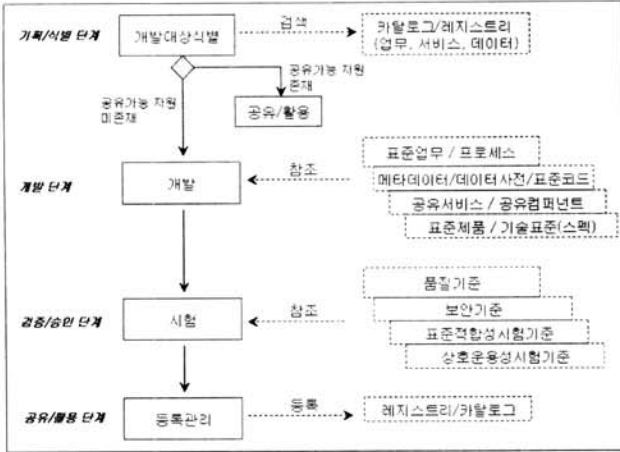 기획/식별 단계
개발대상식별
검색
카탈로그/레지스트리
(업무, 서비스, 데이터)
공유가능 자원
존재
공유가능 자원
미존재
공유/활용
개발 단계
개발
참조
표준업무 / 프로세스
메타데이터/데이터사전/표준코드
공유서비스 / 공유컴퍼넌트
표준제품 / 기술표준(스펙)
검증/승인 단계
시험
참조
품질기준
보안기준
표준적합성시험기준
상호운용성시험기준
공유/활용 단계
등록관리
등록
레지스트리/카탈로그